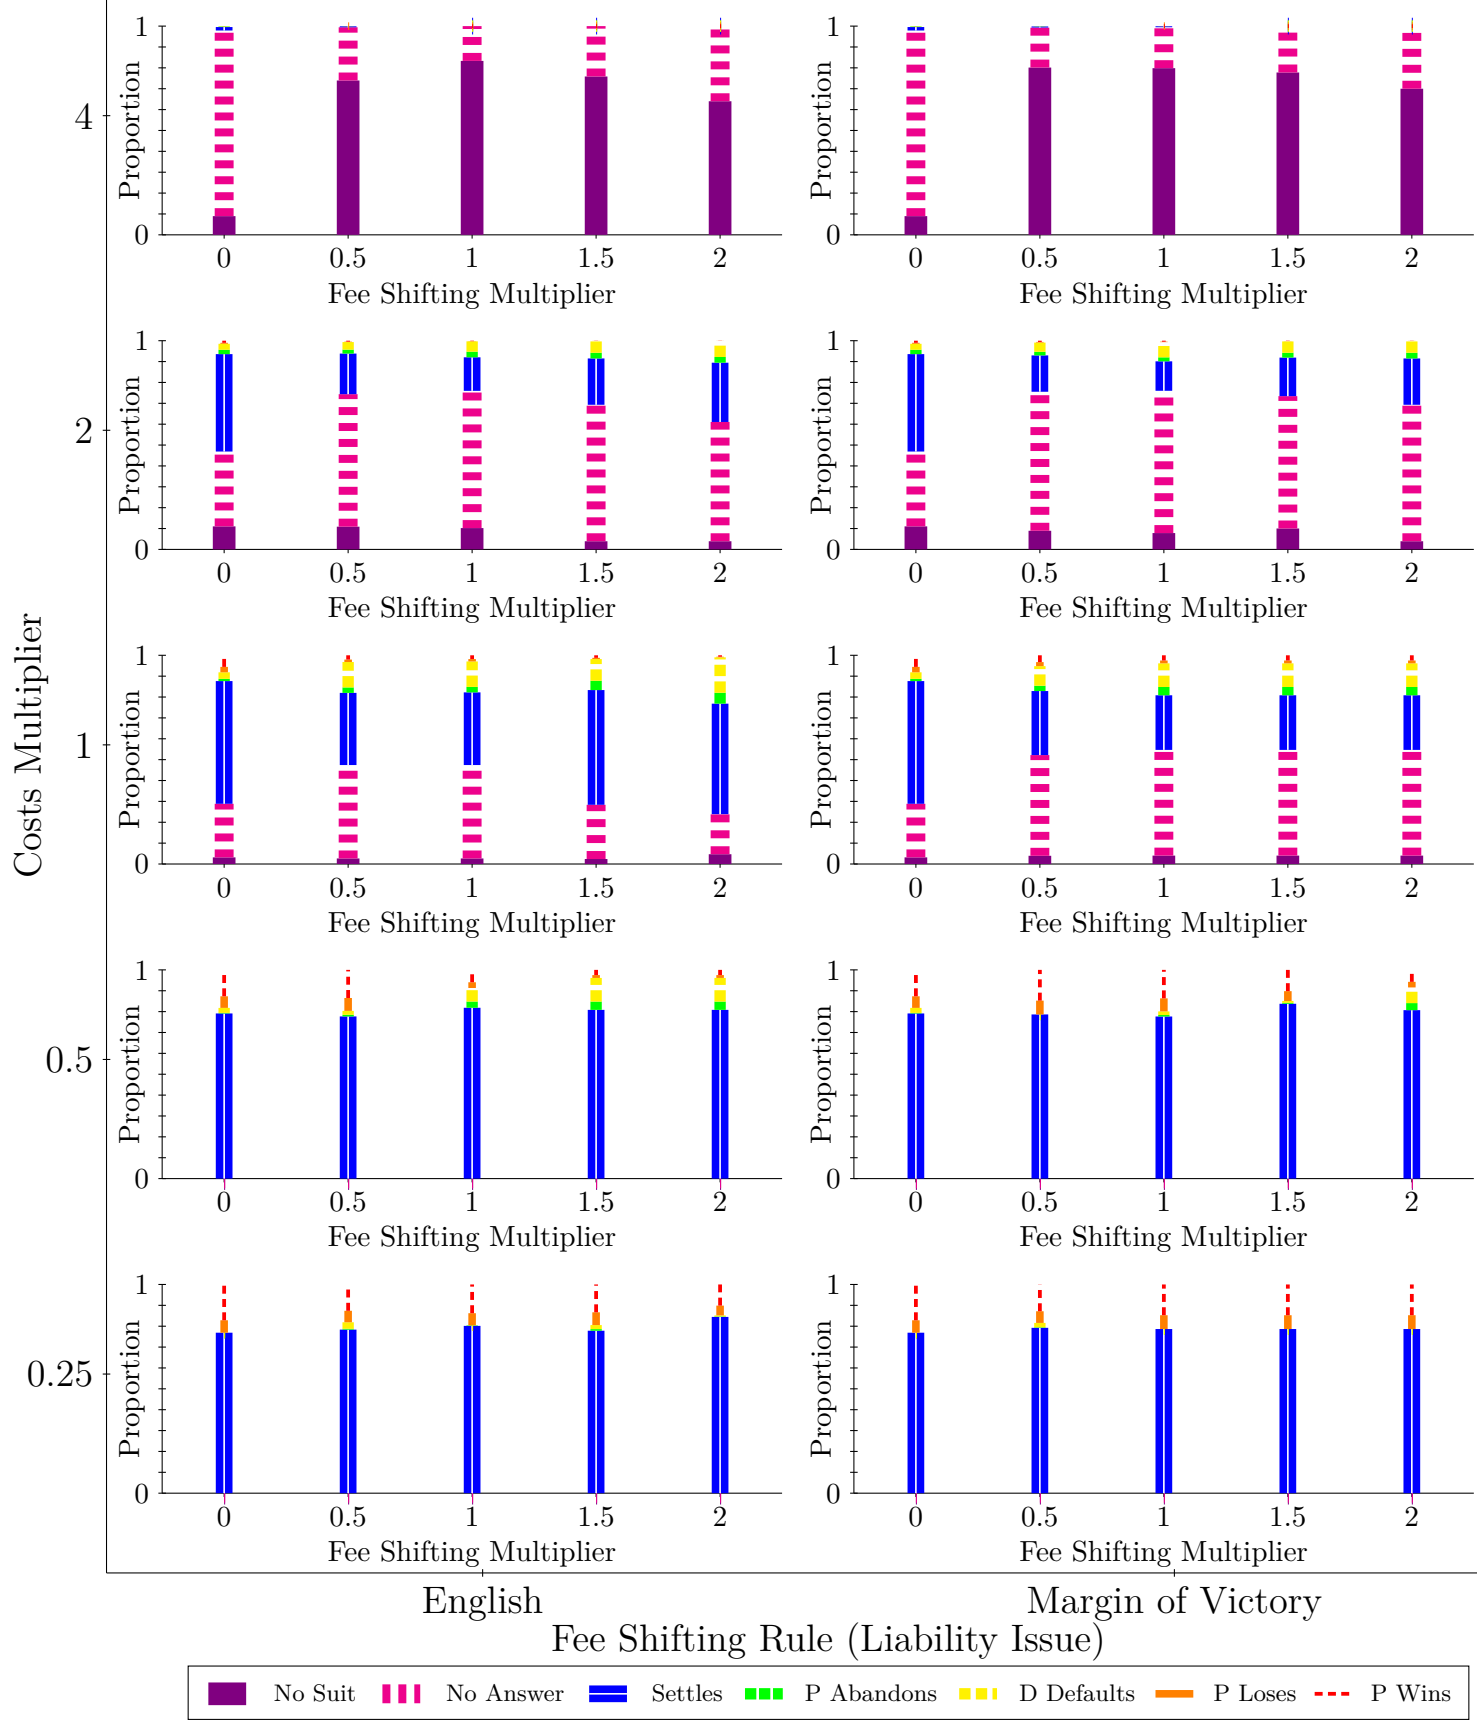 1
Proportion
0
0 0.5 1 1.5 2
Fee Shifting Multiplier
1
Proportion
0
0 0.5 1 1.5 2
Fee Shifting Multiplier
4
1
Proportion
0
0 0.5 1 1.5 2
Fee Shifting Multiplier
1
Proportion
0
0 0.5 1 1.5 2
Fee Shifting Multiplier
2
1
Proportion
0
0 0.5 1 1.5 2
Fee Shifting Multiplier
1
Proportion
0
0 0.5 1 1.5 2
Fee Shifting Multiplier
1
Costs Multiplier
1
Proportion
0
0 0.5 1 1.5 2
Fee Shifting Multiplier
1
Proportion
0
0 0.5 1 1.5 2
Fee Shifting Multiplier
0.5
1
Proportion
0
0 0.5 1 1.5 2
Fee Shifting Multiplier
1
Proportion
0
0 0.5 1 1.5 2
Fee Shifting Multiplier
0.25
English Margin of Victory
Fee Shifting Rule (Liability Issue)
No Suit No Answer Settles P Abandons D Defaults P Loses P Wins